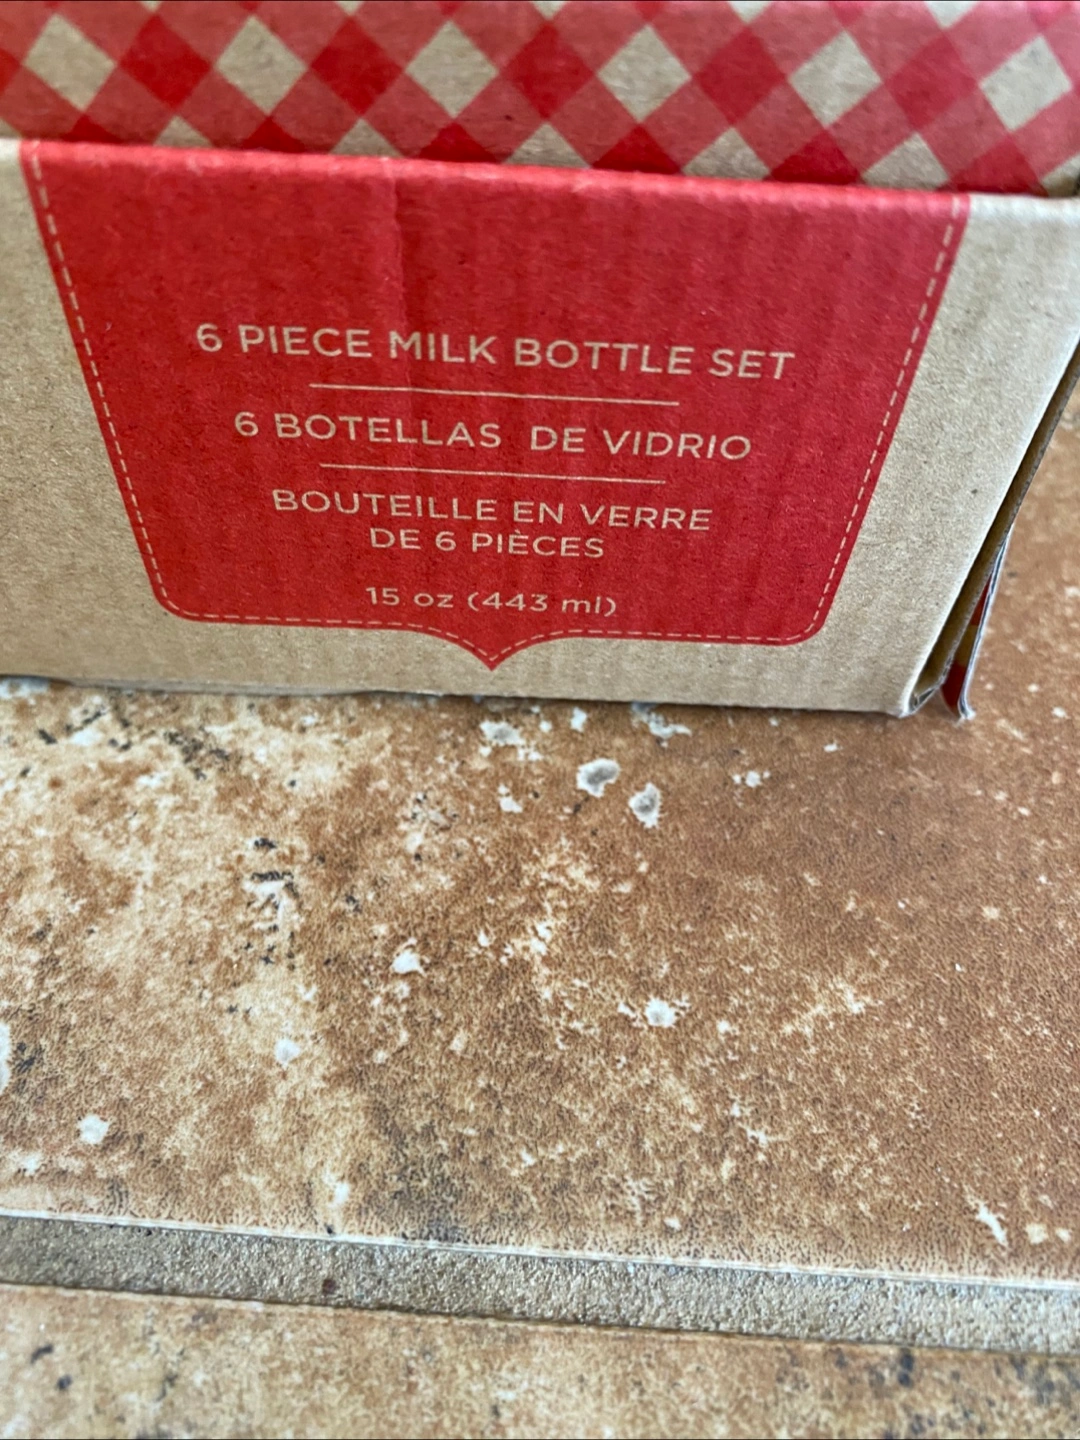 6 PIECE MILK BOTTLE SET
6 BOTELLAS DE VIDRIO
BOUTEILLE EN VERRE
DE 6 PIÈCES
15 oz (443 ml)